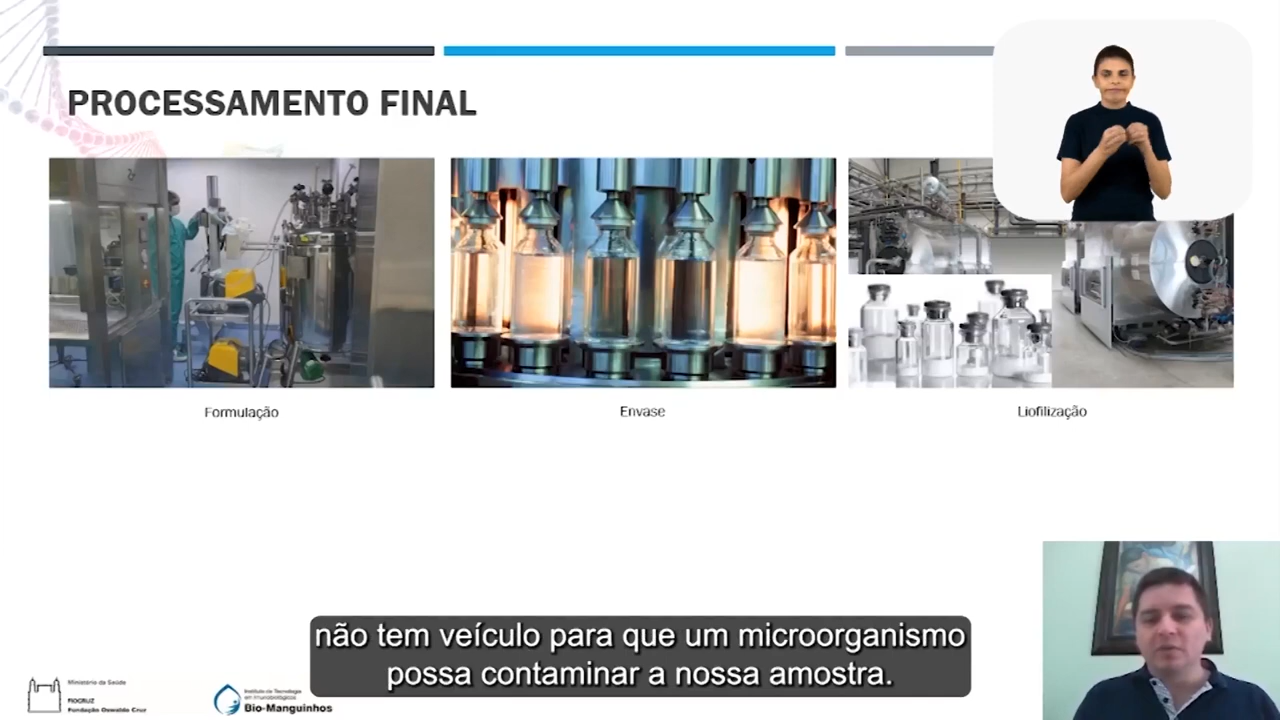 PROCESSAMENTO FINAL
Formulação
Envase
Liofilização
não tem veículo para que um microorganismo
possa contaminar a nossa amostra.
Ministério da Saúde
FIOCRUZ
Fundação Oswaldo Cruz
Instituto de Tecnologia
em Imunobiológicos
Bio-Manguinhos